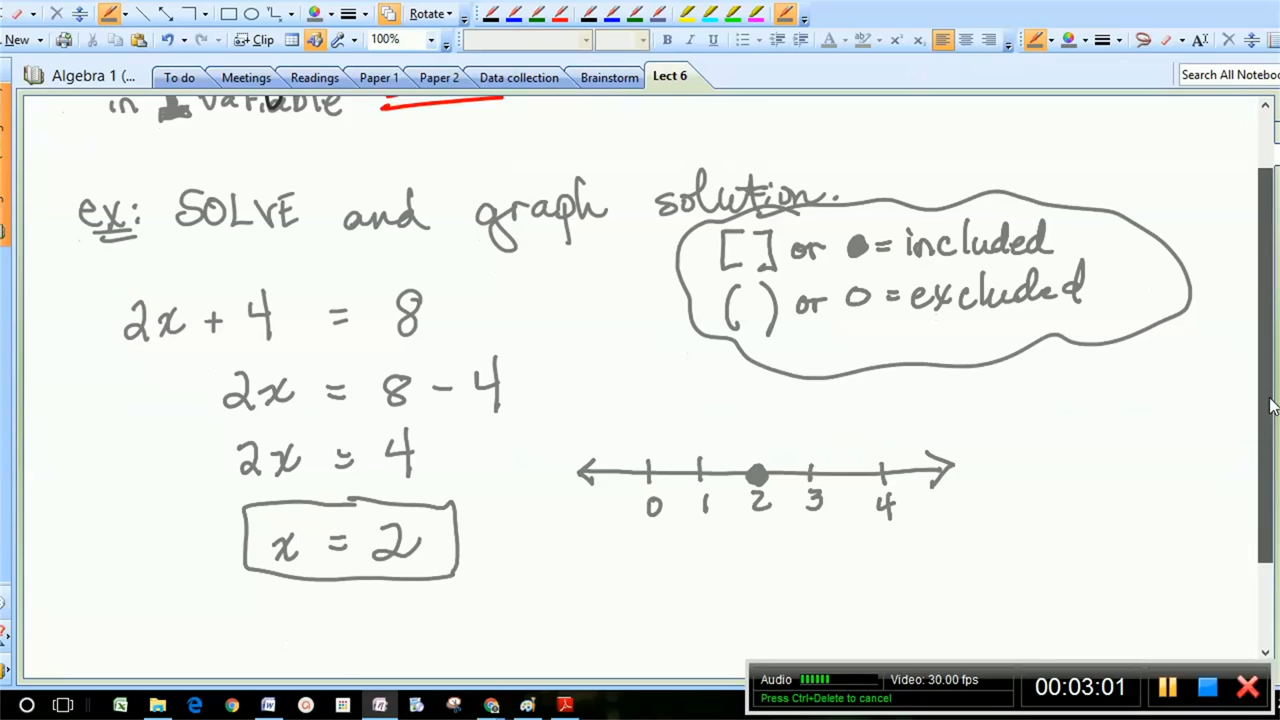 Rotate
New
Clip
100%
B I U
Algebra 1 (...
To do
Meetings
Readings
Paper 1
Paper 2
Data collection
Brainstorm
Lect 6
Search All Notebo
in 1 variable
ex: SOLVE and graph solution.
[ ] or ● = included
( ) or o = excluded
2x + 4 = 8
2x = 8 - 4
2x = 4
x = 2
0 1 2 3 4
Audio
Video: 30.00 fps
Press Ctrl+Delete to cancel
00:03:01